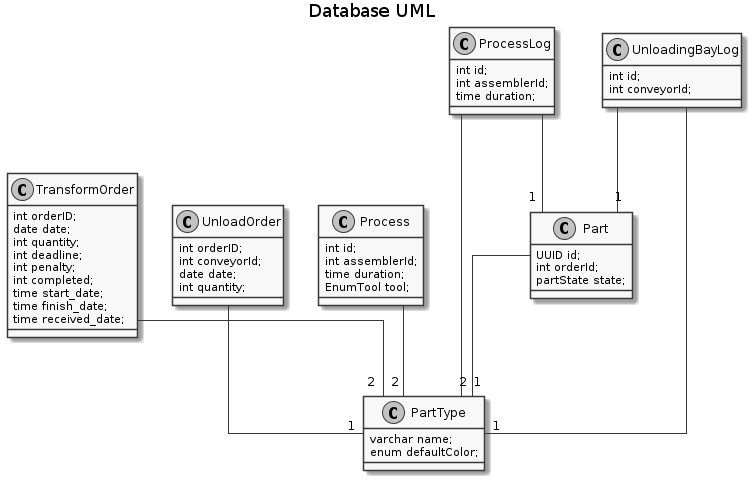 Database UML
C ProcessLog
int id;
int assemblerId;
time duration;
C UnloadingBayLog
int id;
int conveyorId;
C TransformOrder
int orderID;
date date;
int quantity;
int deadline;
int penalty;
int completed;
time start_date;
time finish_date;
time received_date;
C UnloadOrder
int orderID;
int conveyorId;
date date;
int quantity;
C Process
int id;
int assemblerId;
time duration;
EnumTool tool;
1
1
C Part
UUID id;
int orderId;
partState state;
2
2
2
1
1
1
C PartType
varchar name;
enum defaultColor;